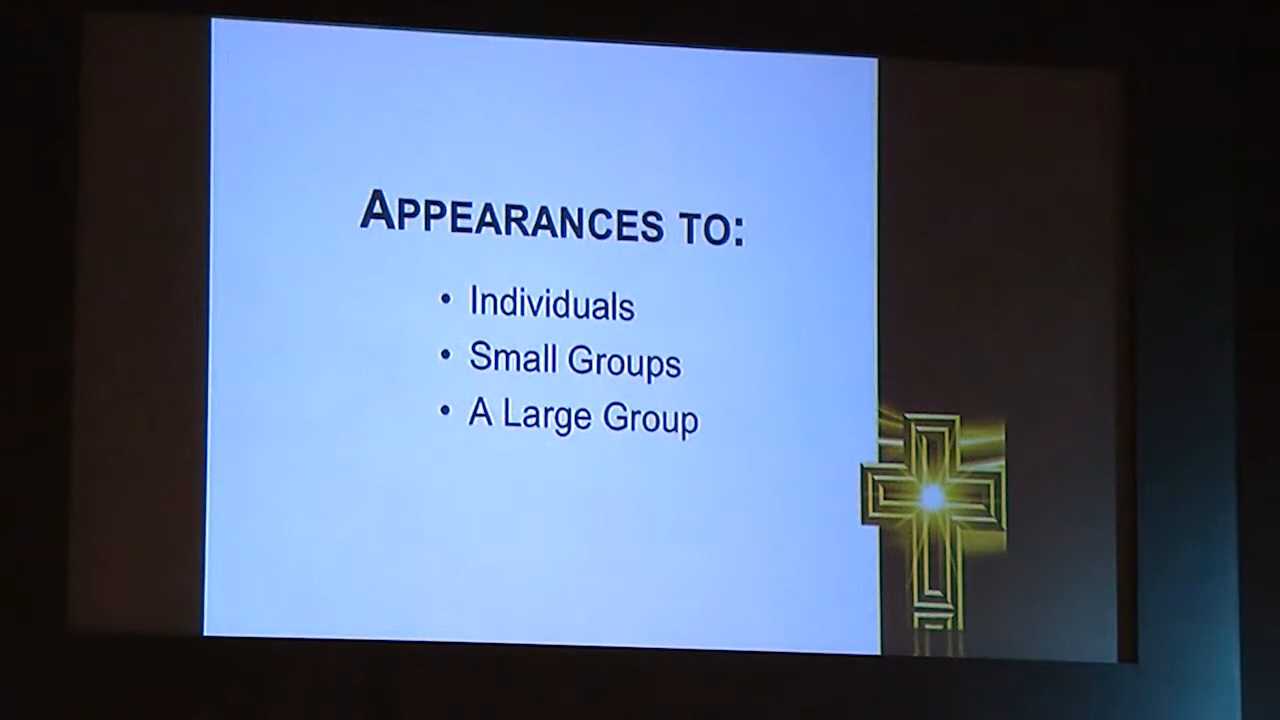 APPEARANCES TO:
• Individuals
• Small Groups
• A Large Group